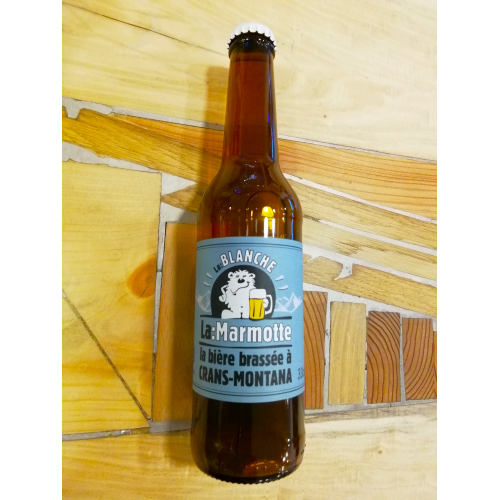 La: BLANCHE
La:Marmotte
la bière brassée à
CRANS-MONTANA